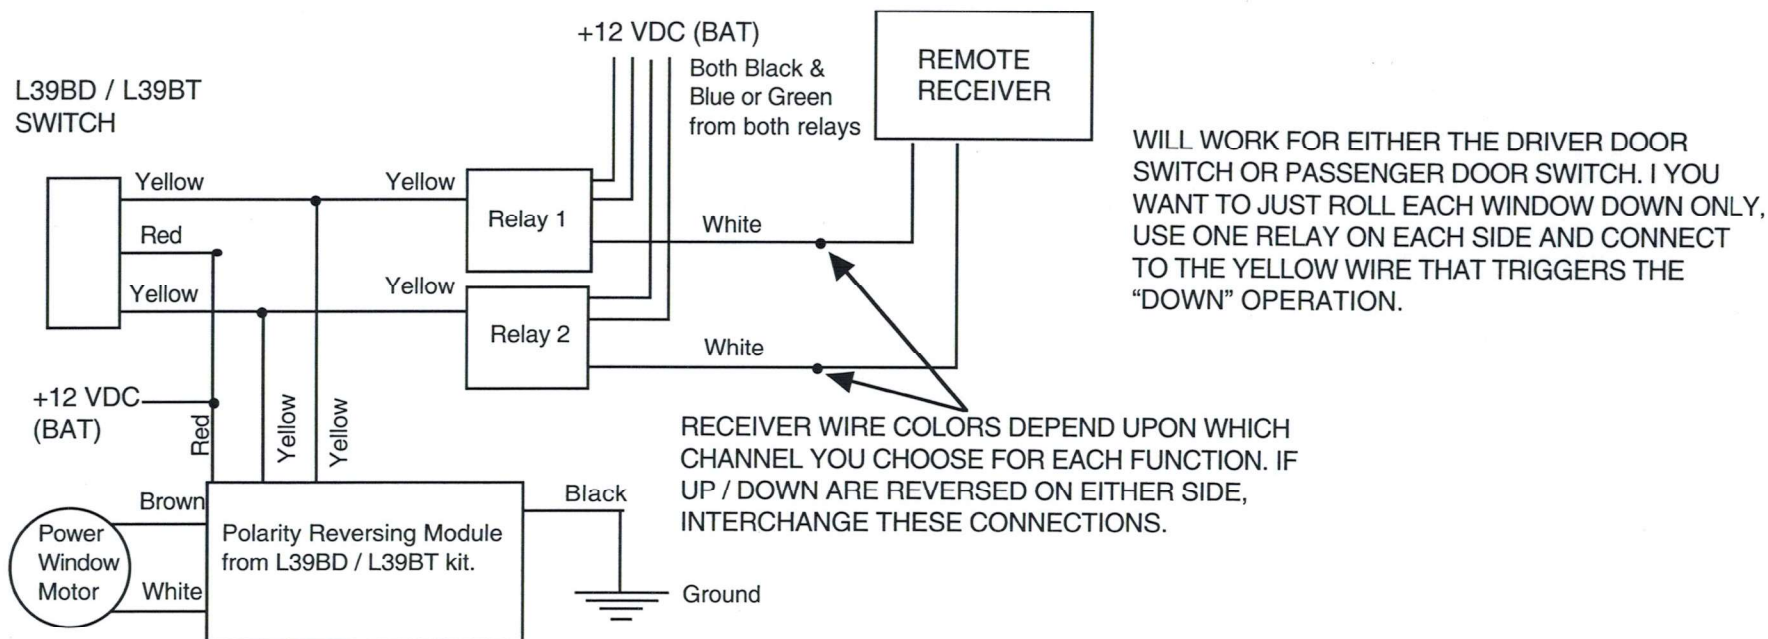 +12 VDC (BAT)
Both Black &
Blue or Green
from both relays
REMOTE
RECEIVER
L39BD / L39BT
SWITCH
WILL WORK FOR EITHER THE DRIVER DOOR
SWITCH OR PASSENGER DOOR SWITCH. I YOU
WANT TO JUST ROLL EACH WINDOW DOWN ONLY,
USE ONE RELAY ON EACH SIDE AND CONNECT
TO THE YELLOW WIRE THAT TRIGGERS THE
“DOWN” OPERATION.
Yellow
Yellow
Relay 1
White
Red
Yellow
Yellow
Relay 2
White
+12 VDC
(BAT)
Red
Yellow
Yellow
RECEIVER WIRE COLORS DEPEND UPON WHICH
CHANNEL YOU CHOOSE FOR EACH FUNCTION. IF
UP / DOWN ARE REVERSED ON EITHER SIDE,
INTERCHANGE THESE CONNECTIONS.
Brown
Black
Power
Window
Motor
Polarity Reversing Module
from L39BD / L39BT kit.
White
Ground